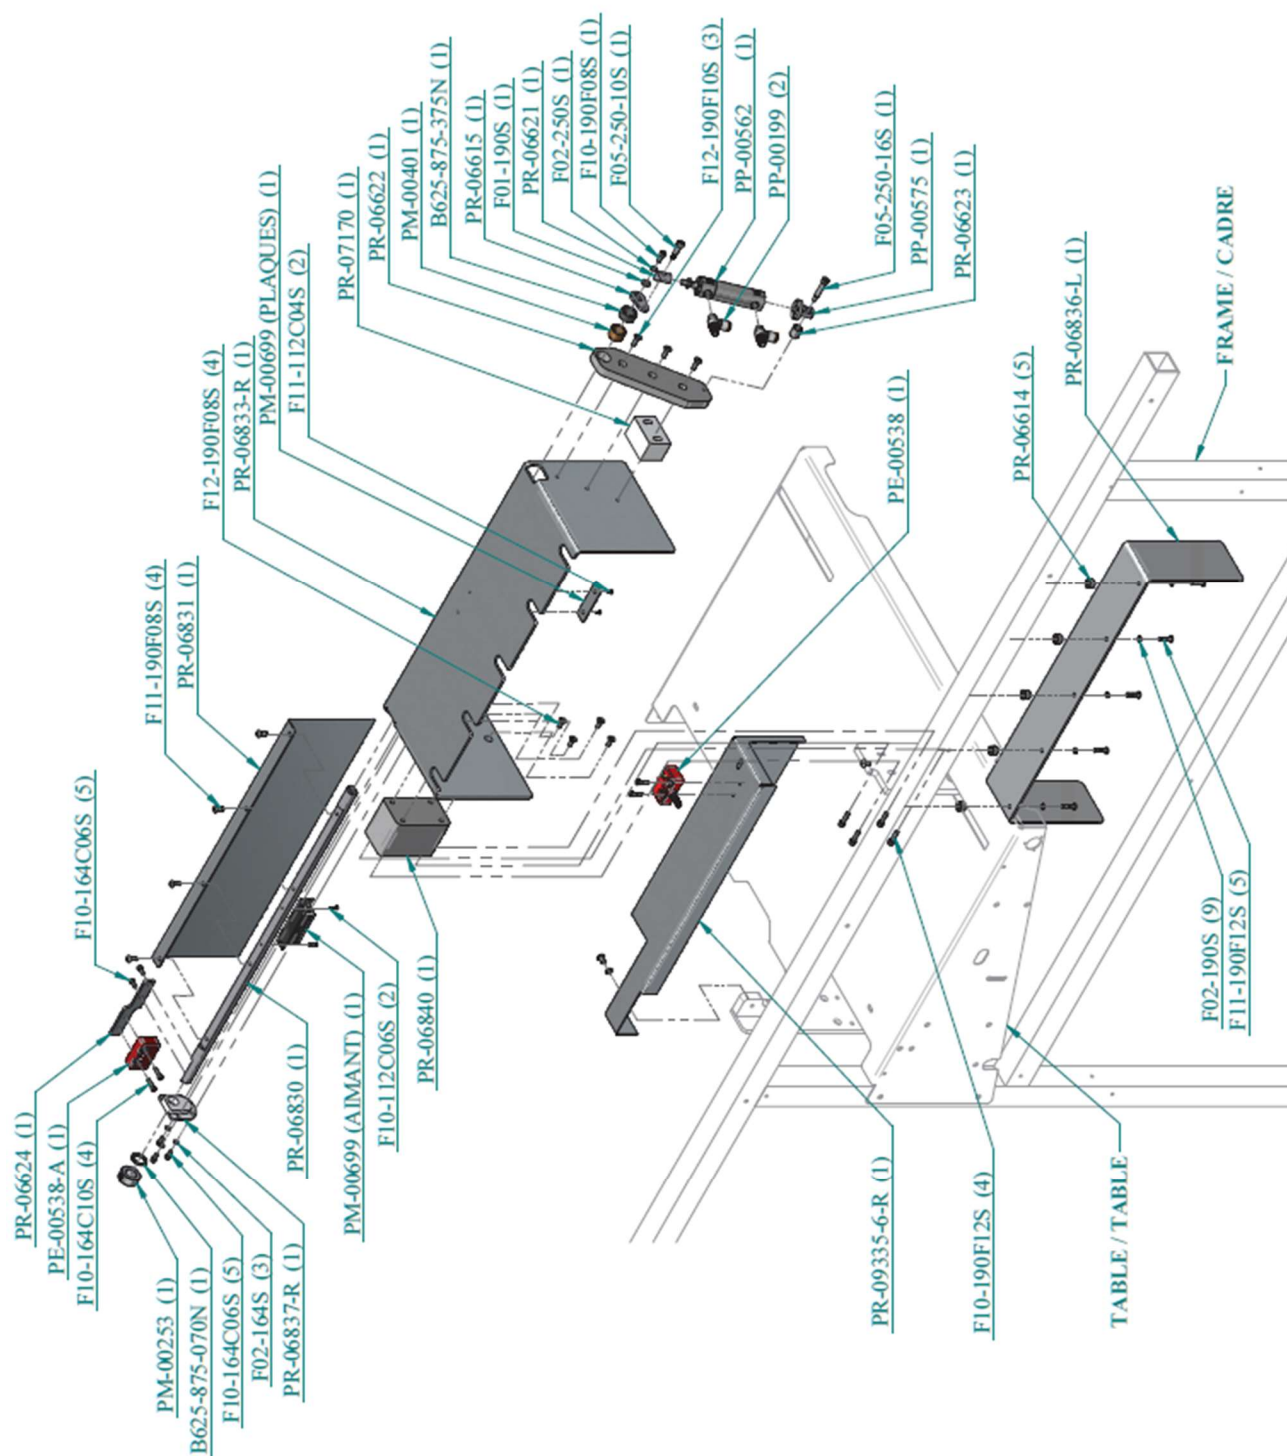 PR-06624 (1)
PE-00538-A (1)
F10-164C10S (4)
PM-00253 (1)
B625-875-070N (1)
F10-164C06S (5)
F02-164S (3)
PR-06837-R (1)
F10-164C06S (5)
F11-190F08S (4)
PR-06831 (1)
F12-190F08S (4)
PR-06833-R (1)
PM-00699 (PLAQUES) (1)
F11-112C04S (2)
PR-07170 (1)
PR-06622 (1)
PM-00401 (1)
B625-875-375N (1)
PR-06615 (1)
F01-190S (1)
PR-06621 (1)
F02-250S (1)
F10-190F08S (1)
F05-250-10S (1)
F12-190F10S (3)
PP-00562 (1)
PP-00199 (2)
F05-250-16S (1)
PP-00575 (1)
PR-06623 (1)
PR-06830 (1)
PM-00699 (AIMANT) (1)
F10-112C06S (2)
PR-06840 (1)
PE-00538 (1)
PR-06614 (5)
PR-06836-L (1)
FRAME / CADRE
PR-09335-6-R (1)
F10-190F12S (4)
TABLE / TABLE
F02-190S (9)
F11-190F12S (5)